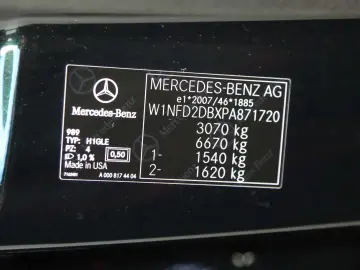 MERCEDES-BENZ AG
e1*2007/46*1885
W1NFD2DBXPA871720
3070 kg
6670 kg
1- 1540 kg
2- 1620 kg
Mercedes-Benz
989
TYP: H1GLE
PZ: 4
1,0 % 0,50
Made in USA
A 000 817 44 04